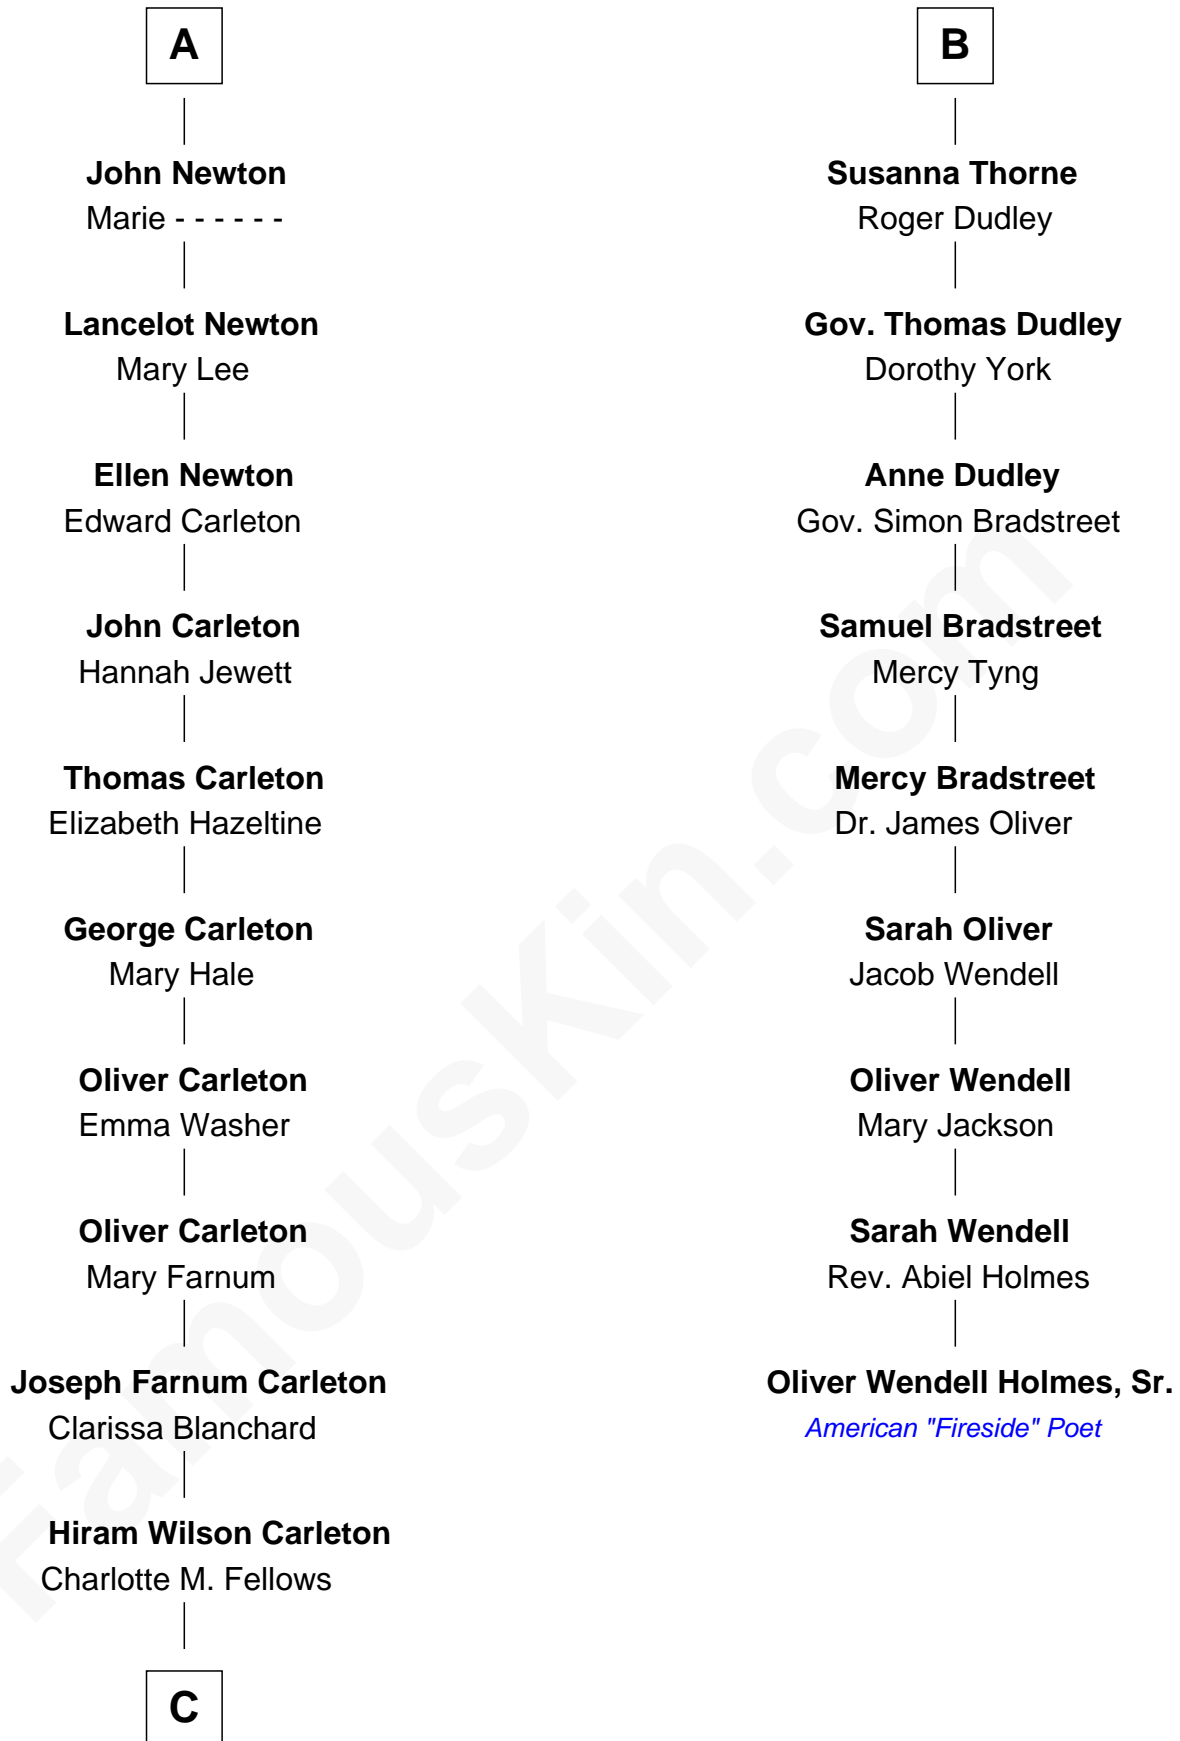 A
John Newton
Marie - - - - - -
Lancelot Newton
Mary Lee
Ellen Newton
Edward Carleton
John Carleton
Hannah Jewett
Thomas Carleton
Elizabeth Hazeltine
George Carleton
Mary Hale
Oliver Carleton
Emma Washer
Oliver Carleton
Mary Farnum
Joseph Farnum Carleton
Clarissa Blanchard
Hiram Wilson Carleton
Charlotte M. Fellows
C
B
Susanna Thorne
Roger Dudley
Gov. Thomas Dudley
Dorothy York
Anne Dudley
Gov. Simon Bradstreet
Samuel Bradstreet
Mercy Tyng
Mercy Bradstreet
Dr. James Oliver
Sarah Oliver
Jacob Wendell
Oliver Wendell
Mary Jackson
Sarah Wendell
Rev. Abiel Holmes
Oliver Wendell Holmes, Sr.
American "Fireside" Poet
FamousKin.com